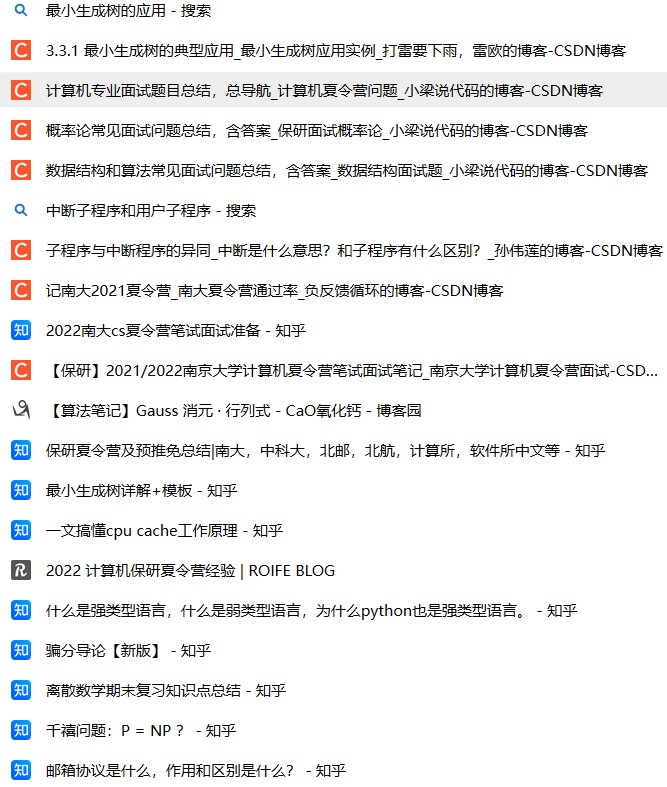 最小生成树的应用 - 搜索
3.3.1 最小生成树的典型应用_最小生成树应用实例_打雷要下雨，雷欧的博客-CSDN博客
计算机专业面试题目总结，总导航_计算机夏令营问题_小梁说代码的博客-CSDN博客
概率论常见面试问题总结，含答案_保研面试概率论_小梁说代码的博客-CSDN博客
数据结构和算法常见面试问题总结，含答案_数据结构面试题_小梁说代码的博客-CSDN博客
中断子程序和用户子程序 - 搜索
子程序与中断程序的异同_中断是什么意思？和子程序有什么区别？_孙伟莲的博客-CSDN博客
记南大2021夏令营_南大夏令营通过率_负反馈循环的博客-CSDN博客
2022南大cs夏令营笔试面试准备 - 知乎
【保研】2021/2022南京大学计算机夏令营笔试面试笔记_南京大学计算机夏令营面试-CSD...
【算法笔记】Gauss 消元 · 行列式 - CaO氧化钙 - 博客园
保研夏令营及预推免总结|南大，中科大，北邮，北航，计算所，软件所中文等 - 知乎
最小生成树详解+模板 - 知乎
一文搞懂cpu cache工作原理 - 知乎
2022 计算机保研夏令营经验 | ROIFE BLOG
什么是强类型语言，什么是弱类型语言，为什么python也是强类型语言。 - 知乎
骗分导论【新版】 - 知乎
离散数学期末复习知识点总结 - 知乎
千禧问题：P = NP ？ - 知乎
邮箱协议是什么，作用和区别是什么？ - 知乎